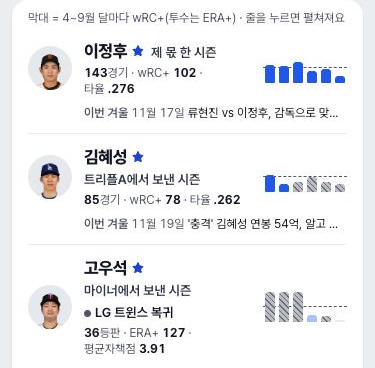 막대 = 4~9월 달마다 wRC+(투수는 ERA+) · 줄을 누르면 펼쳐져요
이정후 ★ 제 몫 한 시즌
143경기 · wRC+ 102 ·
타율 .276
이번 겨울 11월 17일 류현진 vs 이정후, 감독으로 맞…
김혜성 ★
트리플A에서 보낸 시즌
85경기 · wRC+ 78 · 타율 .262
이번 겨울 11월 19일 '충격' 김혜성 연봉 54억, 알고 …
고우석 ★
마이너에서 보낸 시즌
● LG 트윈스 복귀
36등판 · ERA+ 127 ·
평균자책점 3.91